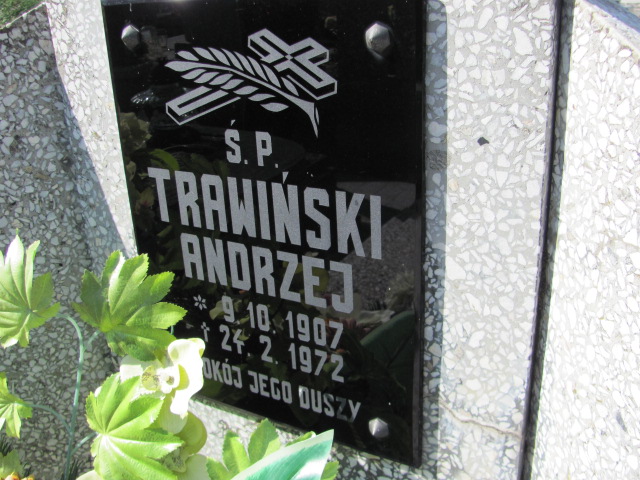 Ś. P.
TRAWIŃSKI
ANDRZEJ
* 9. 10. 1907
† 24. 2. 1972
OKÓJ JEGO DUSZY